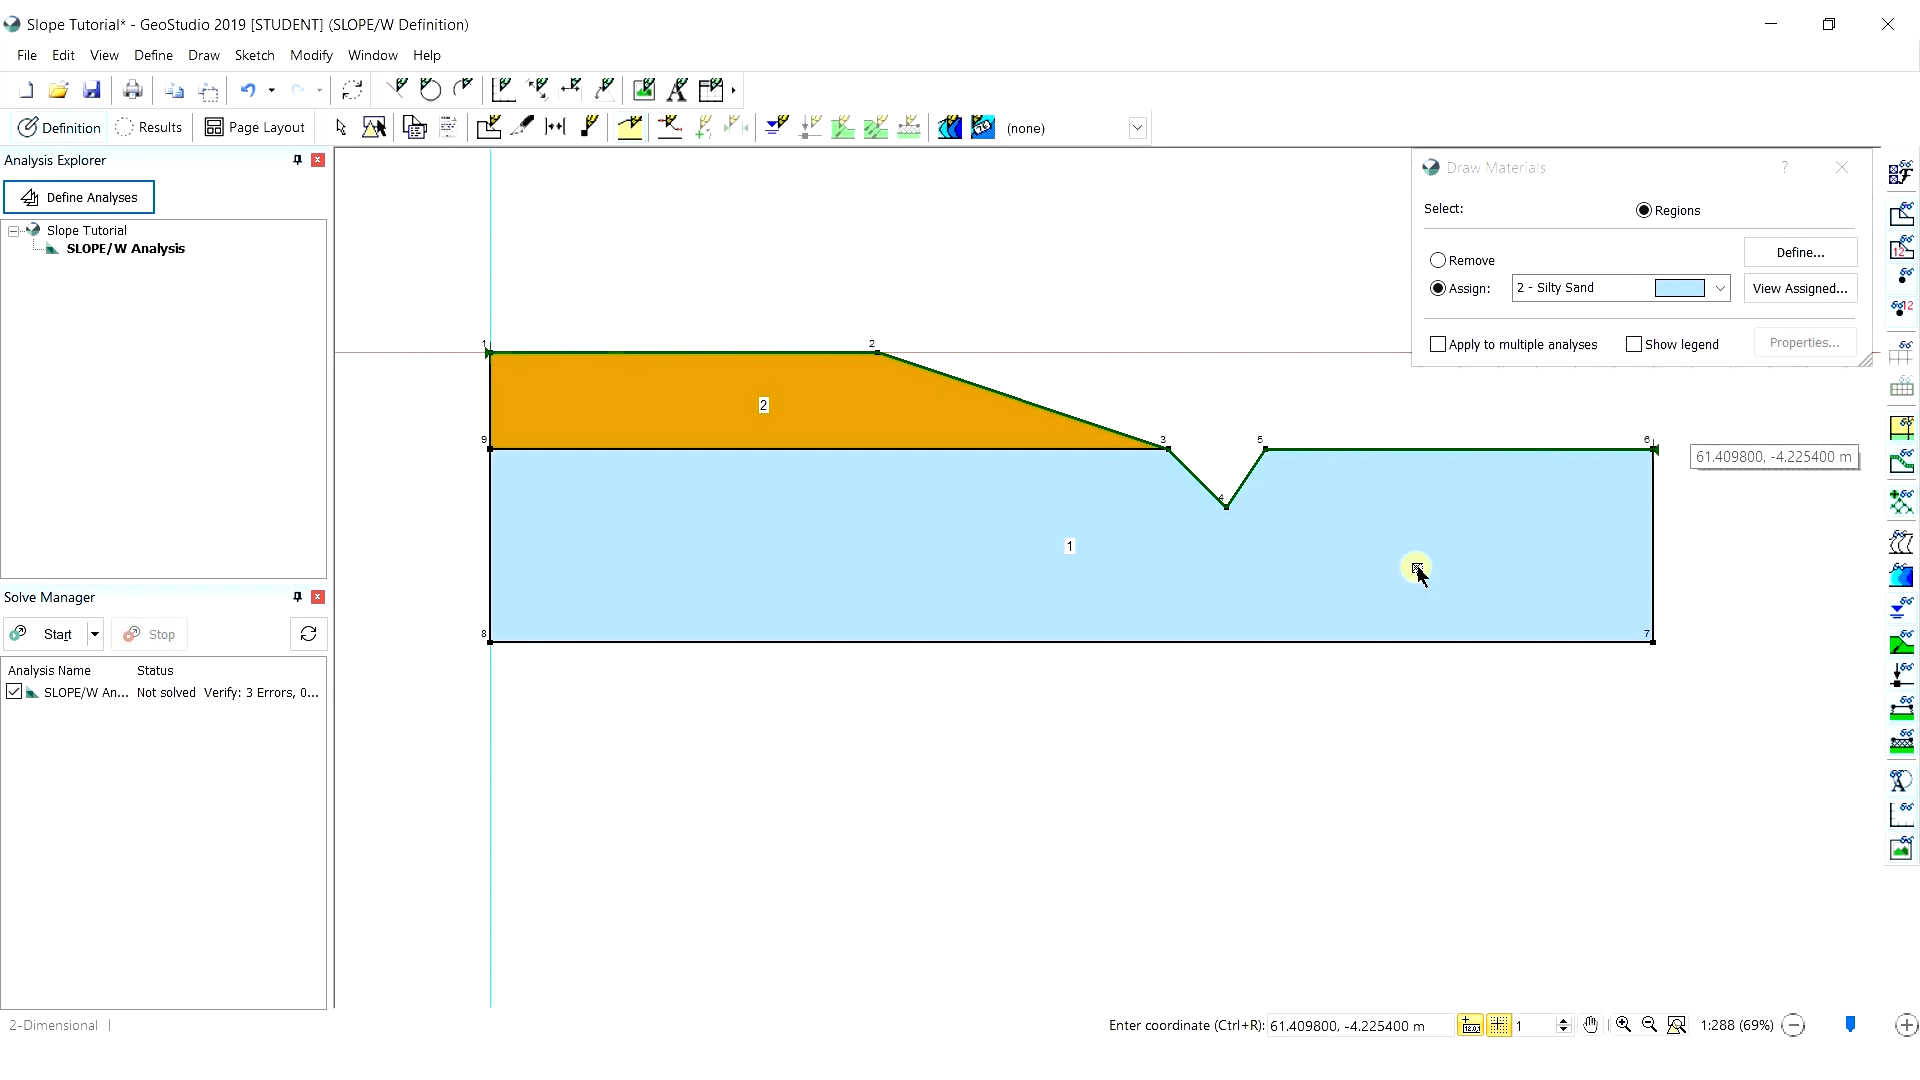 Slope Tutorial* - GeoStudio 2019 [STUDENT] (SLOPE/W Definition)
File Edit View Define Draw Sketch Modify Window Help
Definition Results Page Layout (none)
Analysis Explorer
Define Analyses
Slope Tutorial
SLOPE/W Analysis
Draw Materials ?
Select: Regions
Remove Define...
Assign: 2 - Silty Sand View Assigned...
Apply to multiple analyses Show legend Properties...
1 2
2
9 3 5 6
61.409800, -4.225400 m
4
1
8 7
Solve Manager
Start Stop
Analysis Name Status
SLOPE/W An... Not solved Verify: 3 Errors, 0...
2-Dimensional
Enter coordinate (Ctrl+R): 61.409800, -4.225400 m 1 1:288 (69%)